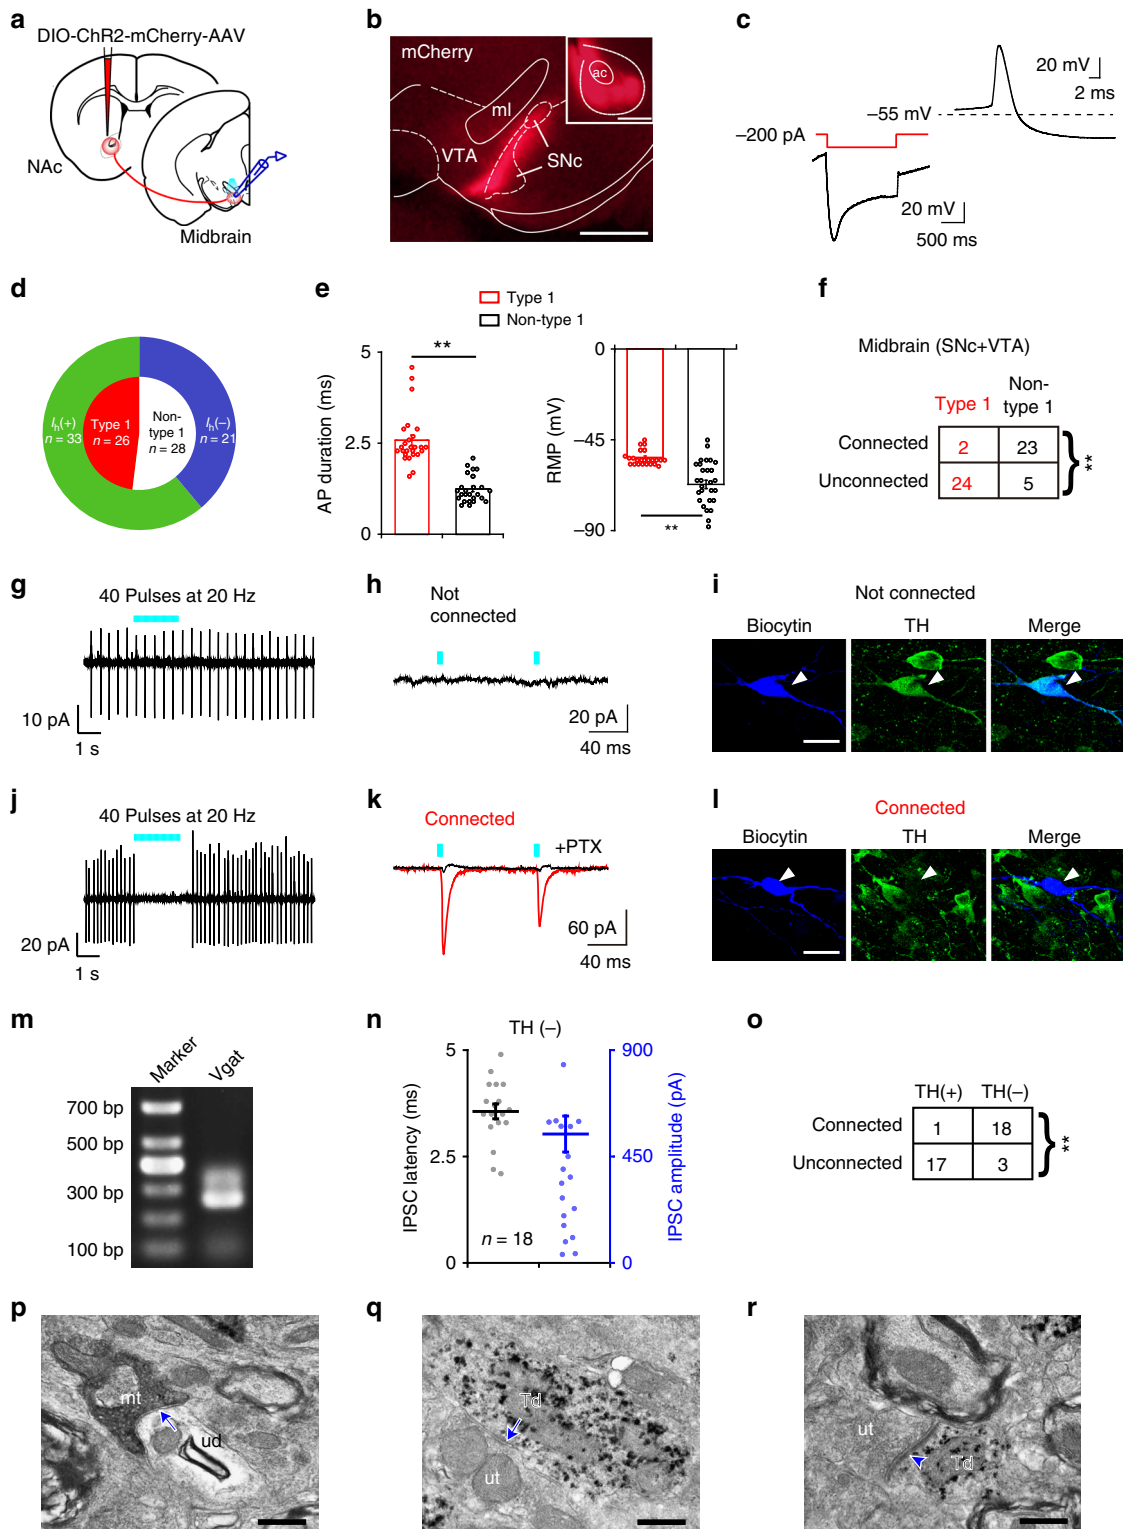 a
DIO-ChR2-mCherry-AAV
NAc
Midbrain
b
mCherry
ac
ml
VTA
SNc
c
20 mV
2 ms
–55 mV
–200 pA
20 mV
500 ms
d
Ih(+)
n = 33
Type 1
n = 26
Non-
type 1
n = 28
Ih(–)
n = 21
e
Type 1
Non-type 1
AP duration (ms)
5
2.5
0
**
RMP (mV)
0
–45
–90
**
f
Midbrain (SNc+VTA)
Type 1
Non-
type 1
Connected 2 23
Unconnected 24 5
**
g
40 Pulses at 20 Hz
10 pA
1 s
h
Not
connected
20 pA
40 ms
i
Not connected
Biocytin TH Merge
j
40 Pulses at 20 Hz
20 pA
1 s
k
Connected
+PTX
60 pA
40 ms
l
Connected
Biocytin TH Merge
m
Marker
Vgat
700 bp
500 bp
300 bp
100 bp
n
TH (–)
IPSC latency (ms)
5
2.5
0
n = 18
900
450
0
IPSC amplitude (pA)
o
TH(+) TH(–)
Connected 1 18
Unconnected 17 3
**
p
mt
ud
q
Td
ut
r
ut
Td